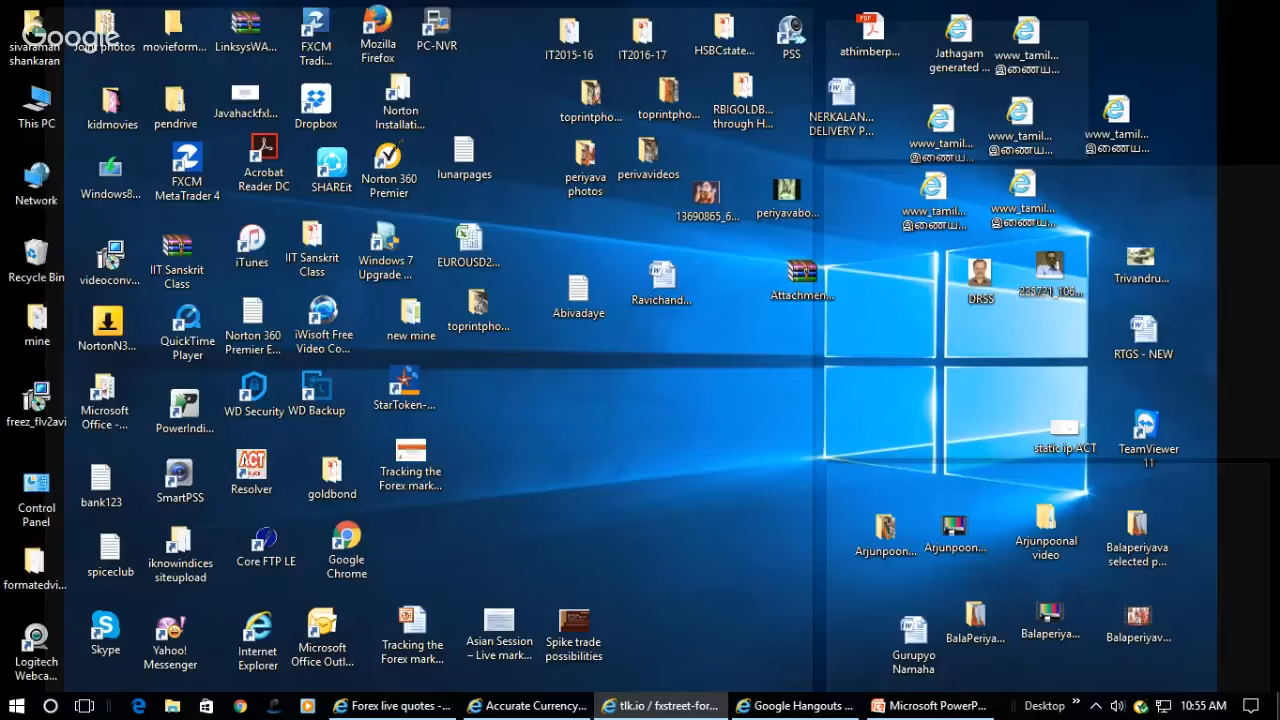 Google
sivaraman
shankaran
movieform...
LinksysWA...
FXCM
Tradi...
Mozilla
Firefox
PC-NVR
IT2015-16
IT2016-17
HSBCstate...
PSS
athimberp...
Jathagam
generated ...
www_tamil...
இணைய...
This PC
kidmovies
pendrive
Javahackfxl...
Dropbox
Norton
Installati...
toprintpho...
toprintpho...
RBIGOLDB...
through H...
NERKALAN...
DELIVERY P...
www_tamil...
இணைய...
www_tamil...
இணைய...
www_tamil...
இணைய...
Network
Windows8...
FXCM
MetaTrader 4
Acrobat
Reader DC
SHAREit
Norton 360
Premier
lunarpages
periyava
photos
perivavideos
13690865_6...
periyavabo...
www_tamil...
இணைய...
www_tamil...
இணைய...
Recycle Bin
videoconv...
IIT Sanskrit
Class
iTunes
IIT Sanskrit
Class
Windows 7
Upgrade ...
EUROUSD2...
Abivadaye
Ravichand...
Attachmen...
DRSS
Trivandru...
mine
NortonN3...
QuickTime
Player
Norton 360
Premier E...
iWisoft Free
Video Co...
new mine
toprintpho...
RTGS - NEW
freez_flv2avi
Microsoft
Office -...
PowerIndi...
WD Security
WD Backup
StarToken-...
static ip ACT
TeamViewer
11
Control
Panel
bank123
SmartPSS
ACT
Resolver
goldbond
Tracking the
Forex mark...
formatedvi...
spiceclub
iknowindices
siteupload
Core FTP LE
Google
Chrome
Arjunpoon...
Arjunpoon...
Arjunpoonal
video
Balaperiyava
selected p...
Logitech
Webca...
Skype
Yahoo!
Messenger
Internet
Explorer
Microsoft
Office Outl...
Tracking the
Forex mark...
Asian Session
– Live mark...
Spike trade
possibilities
Gurupyo
Namaha
BalaPeriya...
Balaperiya...
Balaperiyav...
Forex live quotes -...
Accurate Currency...
tlk.io / fxstreet-for...
Google Hangouts ...
Microsoft PowerP...
Desktop
10:55 AM